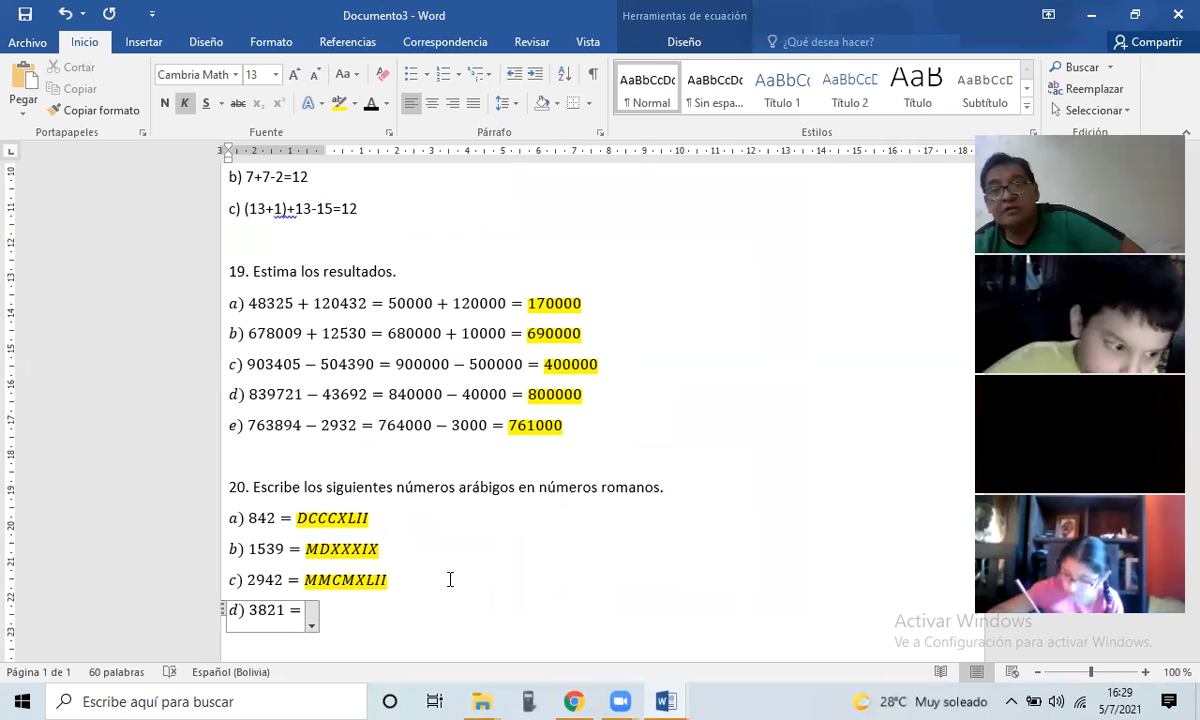 Documento3 - Word
Herramientas de ecuación
Archivo Inicio Insertar Diseño Formato Referencias Correspondencia Revisar Vista Diseño ¿Qué desea hacer? Compartir
Pegar
Cortar
Copiar
Copiar formato
Portapapeles
Cambria Math 13
N K S abc x₂ x²
Fuente
Párrafo
AaBbCcDc AaBbCcDc AaBbCc AaBbCcD AaB AaBbCcD
¶ Normal ¶ Sin espa... Título 1 Título 2 Título Subtítulo
Estilos
Buscar
Reemplazar
Seleccionar
Edición
b) 7+7-2=12
c) (13+1)+13-15=12
19. Estima los resultados.
a) 48325 + 120432 = 50000 + 120000 = 170000
b) 678009 + 12530 = 680000 + 10000 = 690000
c) 903405 − 504390 = 900000 − 500000 = 400000
d) 839721 − 43692 = 840000 − 40000 = 800000
e) 763894 − 2932 = 764000 − 3000 = 761000
20. Escribe los siguientes números arábigos en números romanos.
a) 842 = DCCCXLII
b) 1539 = MDXXXIX
c) 2942 = MMCMXLII
d) 3821 =
Activar Windows
Ve a Configuración para activar Windows.
Página 1 de 1 60 palabras Español (Bolivia) 100 %
Escribe aquí para buscar
28°C Muy soleado
16:29
5/7/2021